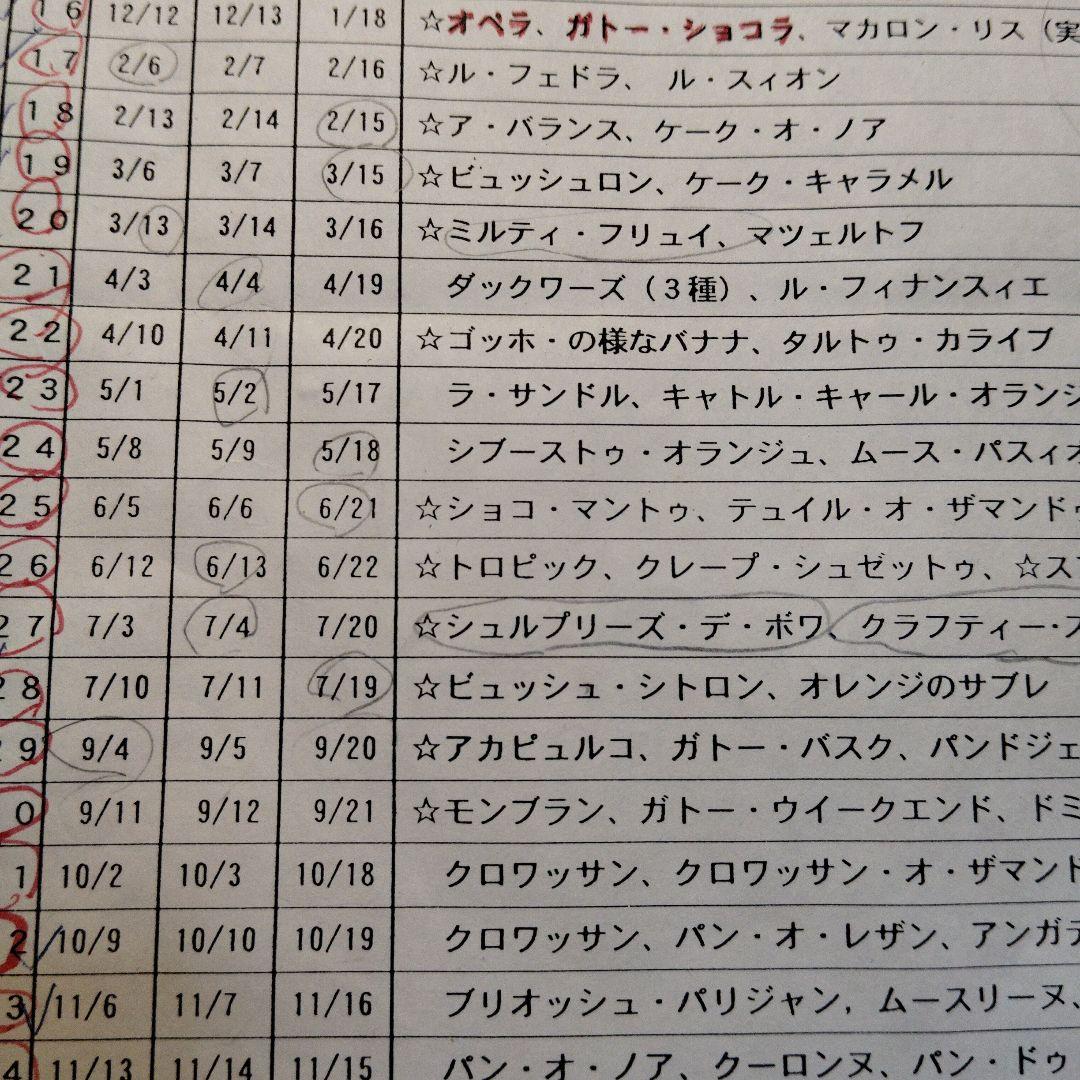 16 12/12 12/13 1/18 ☆オペラ、ガトー・ショコラ、マカロン・リス（実
17 2/6 2/7 2/16 ☆ル・フェドラ、ル・スィオン
18 2/13 2/14 2/15 ☆ア・バランス、ケーク・オ・ノア
19 3/6 3/7 3/15 ☆ビュッシュロン、ケーク・キャラメル
20 3/13 3/14 3/16 ☆ミルティ・フリュイ、マツェルトフ
21 4/3 4/4 4/19 ダックワーズ（３種）、ル・フィナンスィエ
22 4/10 4/11 4/20 ☆ゴッホ・の様なバナナ、タルトゥ・カライブ
23 5/1 5/2 5/17 ラ・サンドル、キャトル・キャール・オランジ
24 5/8 5/9 5/18 シブーストゥ・オランジュ、ムース・パスィオ
25 6/5 6/6 6/21 ☆ショコ・マントゥ、テュイル・オ・ザマンドゥ
26 6/12 6/13 6/22 ☆トロピック、クレープ・シュゼットゥ、☆ス
27 7/3 7/4 7/20 ☆シュルプリーズ・デ・ボワ、クラフティー・ス
28 7/10 7/11 7/19 ☆ビュッシュ・シトロン、オレンジのサブレ
29 9/4 9/5 9/20 ☆アカピュルコ、ガトー・バスク、パンドジェ
0 9/11 9/12 9/21 ☆モンブラン、ガトー・ウイークエンド、ドミ
1 10/2 10/3 10/18 クロワッサン、クロワッサン・オ・ザマンド
2 10/9 10/10 10/19 クロワッサン、パン・オ・レザン、アンガデ
3 11/6 11/7 11/16 ブリオッシュ・パリジャン，ムースリーヌ、
4 11/13 11/14 11/15 パン・オ・ノア、クーロンヌ、パン・ドゥ